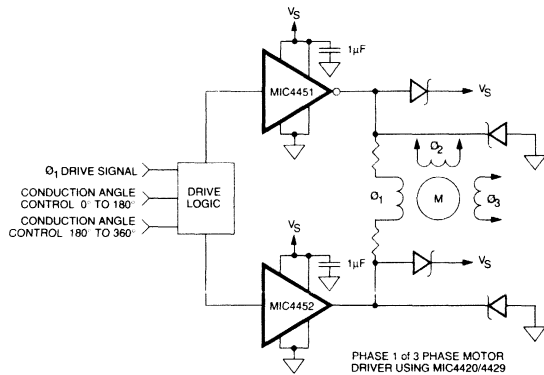 V_S
1µF
MIC4451
V_S
Ø2
Ø1 DRIVE SIGNAL
CONDUCTION ANGLE
CONTROL 0° TO 180°
CONDUCTION ANGLE
CONTROL 180° TO 360°
DRIVE
LOGIC
Ø1
M
Ø3
V_S
1µF
MIC4452
V_S
PHASE 1 of 3 PHASE MOTOR
DRIVER USING MIC4420/4429